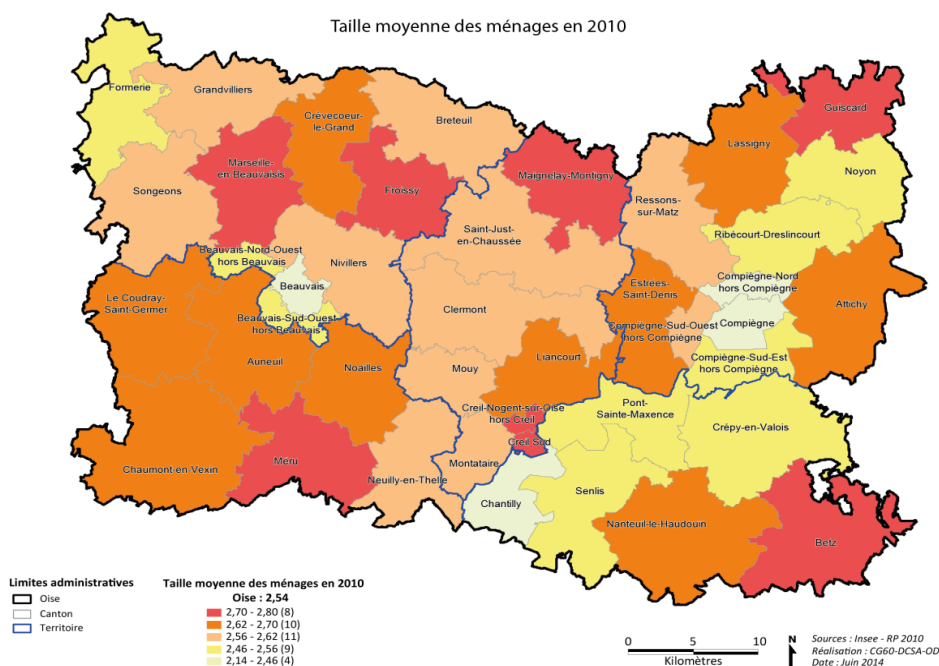 Taille moyenne des ménages en 2010
Formerie
Grandvilliers
Crèvecoeur-
le-Grand
Breteuil
Guiscard
Lassigny
Marseille-
en-Beauvaisis
Froissy
Maignelay-Montigny
Noyon
Songeons
Ressons-
sur-Matz
Saint-Just-
en-Chaussée
Ribécourt-Dreslincourt
Beauvais-Nord-Ouest
hors Beauvais
Nivillers
Beauvais
Compiègne-Nord
hors Compiègne
Estrées-
Saint-Denis
Attichy
Le Coudray-
Saint-Germer
Clermont
Compiègne
Beauvais-Sud-Ouest
hors Beauvais
Compiègne-Sud-Ouest
hors Compiègne
Auneuil
Noailles
Mouy
Liancourt
Compiègne-Sud-Est
hors Compiègne
Creil-Nogent-sur-Oise
hors Creil
Pont-
Sainte-Maxence
Crépy-en-Valois
Creil Sud
Méru
Chaumont-en-Vexin
Montataire
Neuilly-en-Thelle
Senlis
Chantilly
Nanteuil-le-Haudouin
Betz
Limites administratives
Oise
Canton
Territoire
Taille moyenne des ménages en 2010
Oise : 2,54
2,70 - 2,80 (8)
2,62 - 2,70 (10)
2,56 - 2,62 (11)
2,46 - 2,56 (9)
2,14 - 2,46 (4)
0 5 10
Kilomètres
N
Sources : Insee - RP 2010
Réalisation : CG60-DCSA-OD
Date : Juin 2014